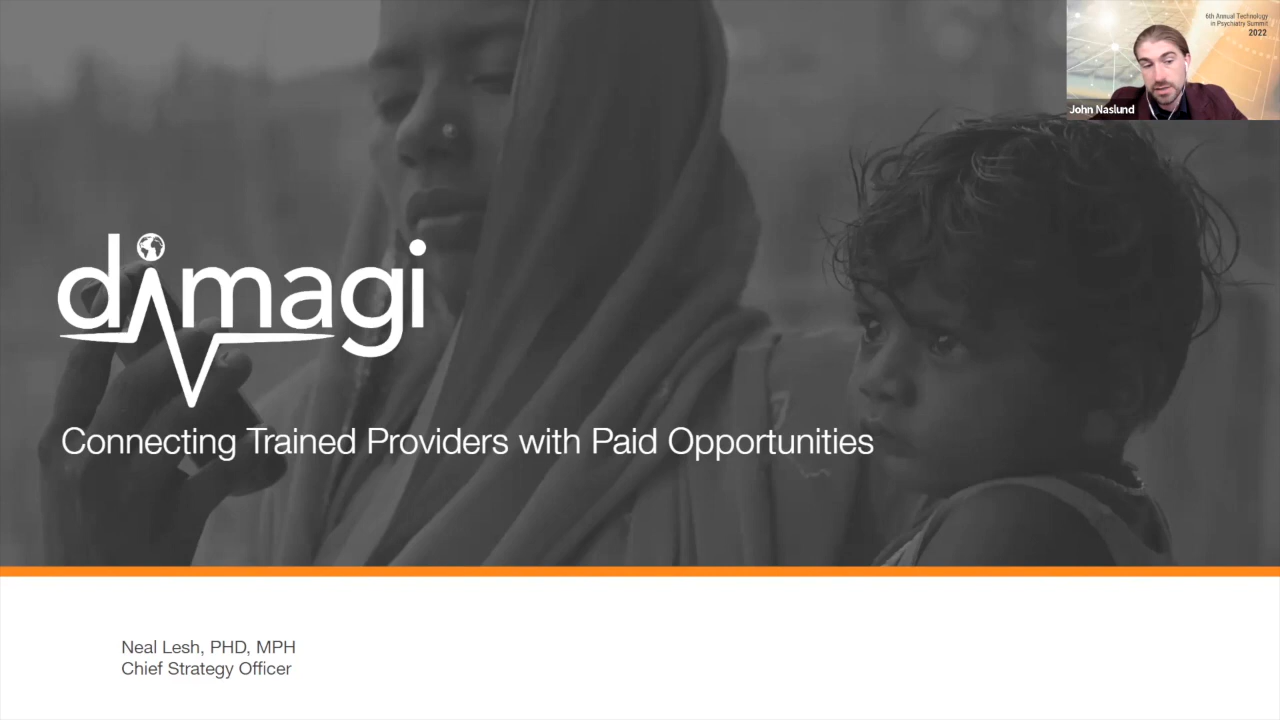 6th Annual Technology
in Psychiatry Summit
2022
John Naslund
dimagi
Connecting Trained Providers with Paid Opportunities
Neal Lesh, PHD, MPH
Chief Strategy Officer